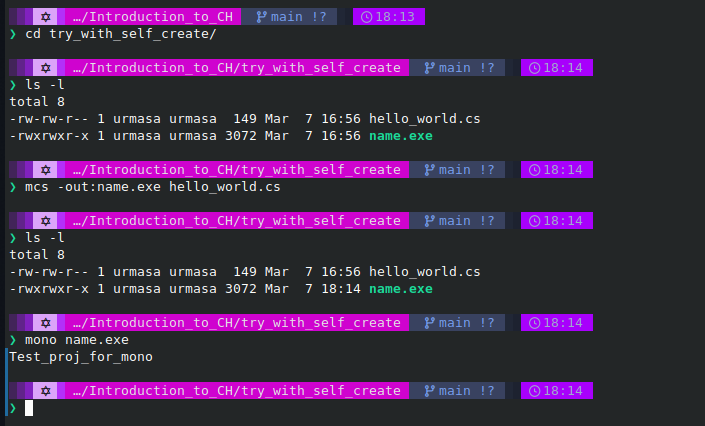 …/Introduction_to_CH main !? 18:13
❯ cd try_with_self_create/
…/Introduction_to_CH/try_with_self_create main !? 18:14
❯ ls -l
total 8
-rw-rw-r-- 1 urmasa urmasa  149 Mar  7 16:56 hello_world.cs
-rwxrwxr-x 1 urmasa urmasa 3072 Mar  7 16:56 name.exe
…/Introduction_to_CH/try_with_self_create main !? 18:14
❯ mcs -out:name.exe hello_world.cs
…/Introduction_to_CH/try_with_self_create main !? 18:14
❯ ls -l
total 8
-rw-rw-r-- 1 urmasa urmasa  149 Mar  7 16:56 hello_world.cs
-rwxrwxr-x 1 urmasa urmasa 3072 Mar  7 18:14 name.exe
…/Introduction_to_CH/try_with_self_create main !? 18:14
❯ mono name.exe
Test_proj_for_mono
…/Introduction_to_CH/try_with_self_create main !? 18:14
❯